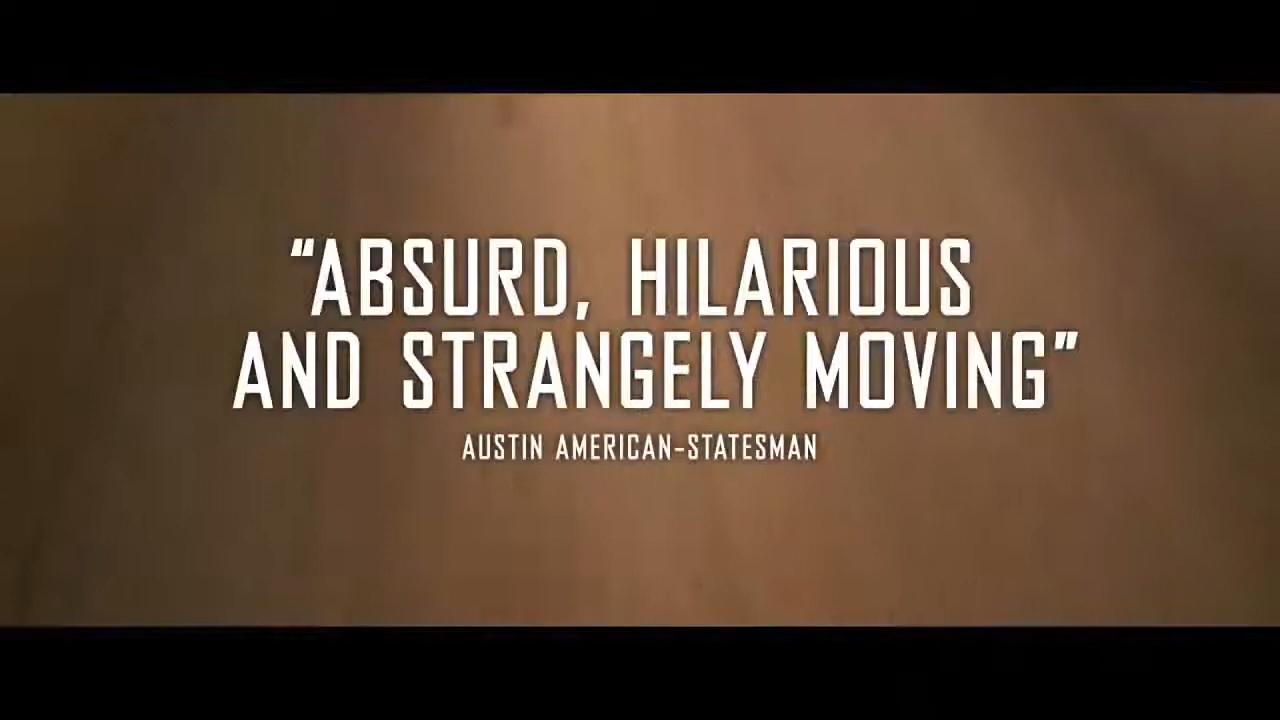 “ABSURD, HILARIOUS
AND STRANGELY MOVING”
AUSTIN AMERICAN-STATESMAN